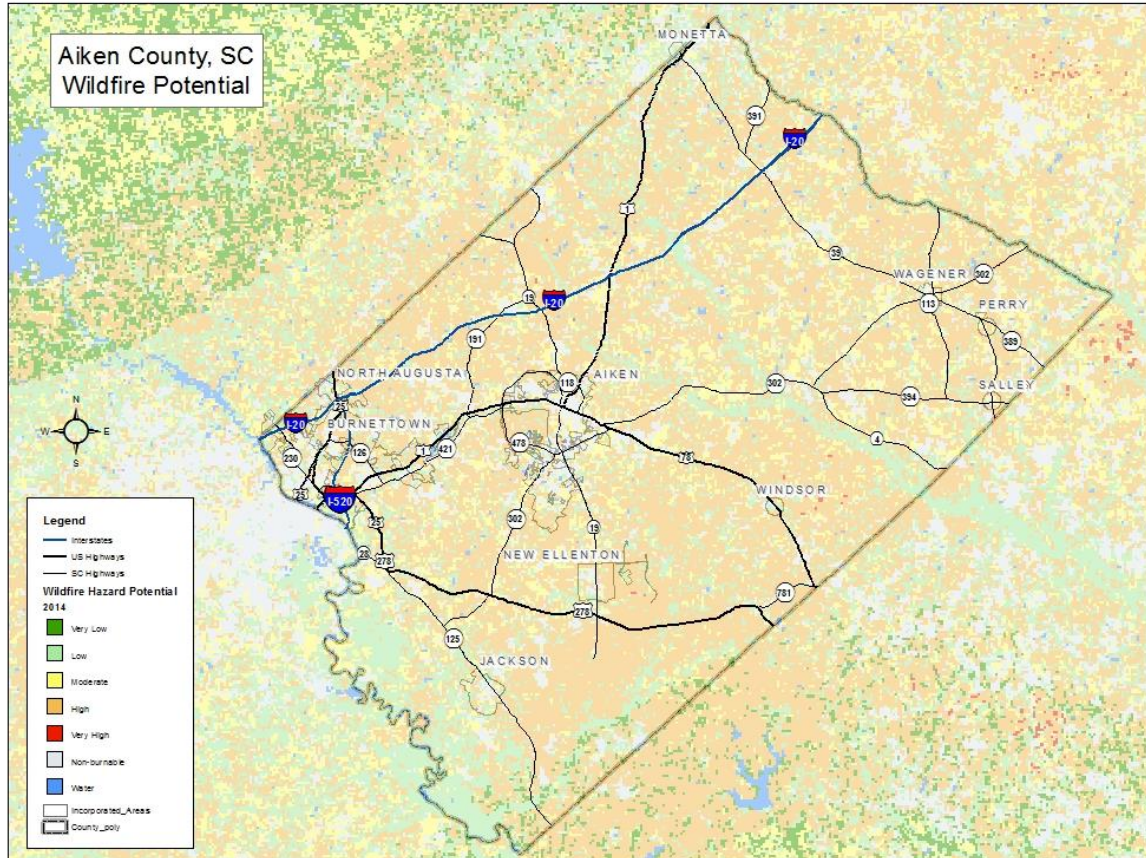 Aiken County, SC
Wildfire Potential
MONETTA
391
I-20
1
39
WAGENER
302
113
PERRY
389
SALLEY
19
I-20
191
118
AIKEN
302
394
4
NORTH AUGUSTA
25
I-20
BURNETTOWN
230
126
1
421
478
78
25
I-520
25
WINDSOR
302
19
28
278
NEW ELLENTON
278
781
125
JACKSON
N
W
E
S
Legend
Interstates
US Highways
SC Highways
Wildfire Hazard Potential
2014
Very Low
Low
Moderate
High
Very High
Non-burnable
Water
Incorporated_Areas
County_poly